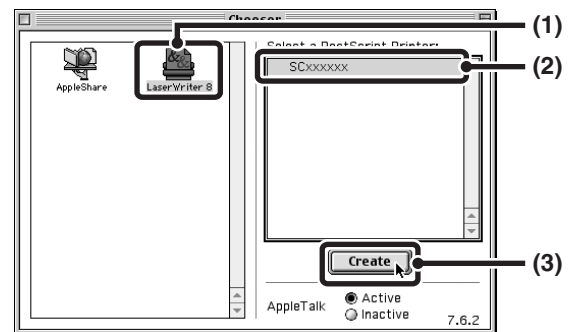 Chooser
(1)
Select a PostScript Printer:
SCxxxxxx
(2)
AppleShare
LaserWriter 8
Create
(3)
AppleTalk
Active
Inactive
7.6.2